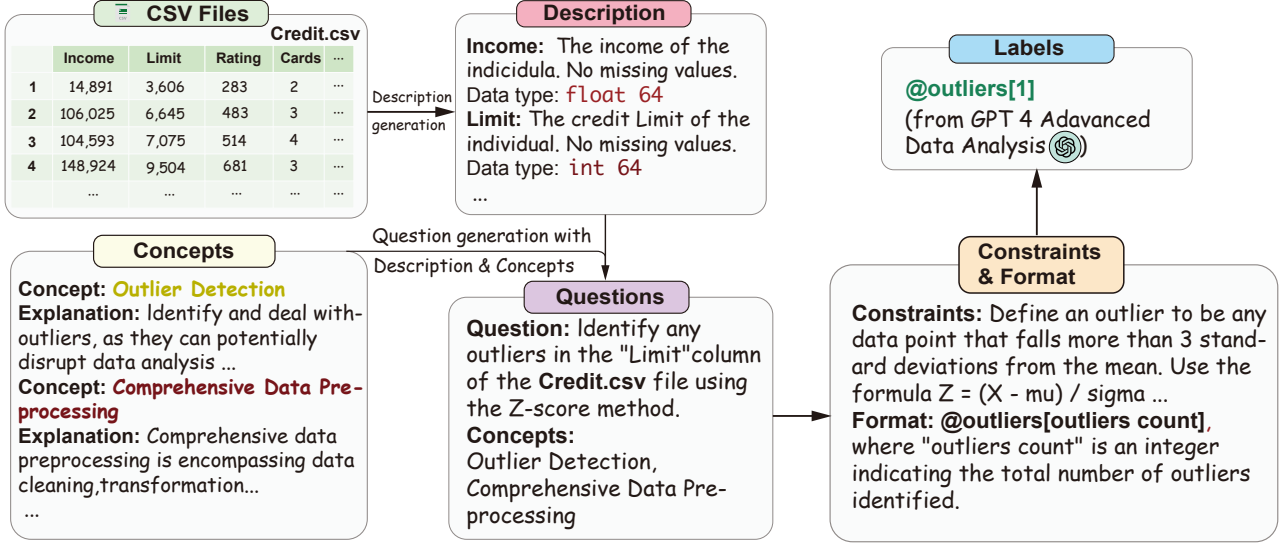 CSV Files
Credit.csv
Income Limit Rating Cards ...
1 14,891 3,606 283 2 ...
2 106,025 6,645 483 3 ...
3 104,593 7,075 514 4 ...
4 148,924 9,504 681 3 ...
... ... ... ... ...
Description
generation
Description
Income: The income of the
indicidula. No missing values.
Data type: float 64
Limit: The credit Limit of the
individual. No missing values.
Data type: int 64
...
Concepts
Concept: Outlier Detection
Explanation: Identify and deal with-
outliers, as they can potentially
disrupt data analysis ...
Concept: Comprehensive Data Pre-
processing
Explanation: Comprehensive data
preprocessing is encompassing data
cleaning,transformation...
...
Question generation with
Description & Concepts
Questions
Question: Identify any
outliers in the "Limit"column
of the Credit.csv file using
the Z-score method.
Concepts:
Outlier Detection,
Comprehensive Data Pre-
processing
Constraints
& Format
Constraints: Define an outlier to be any
data point that falls more than 3 stand-
ard deviations from the mean. Use the
formula Z = (X - mu) / sigma ...
Format: @outliers[outliers count],
where "outliers count" is an integer
indicating the total number of outliers
identified.
Labels
@outliers[1]
(from GPT 4 Adavanced
Data Analysis )